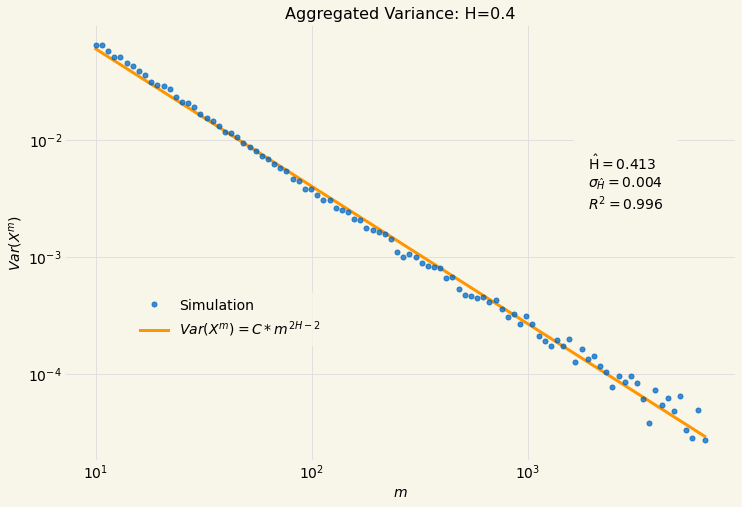 Aggregated Variance: H=0.4
Var(X^m)
10^−2
10^−3
10^−4
Ĥ = 0.413
σ_Ĥ = 0.004
R² = 0.996
Simulation
Var(X^m) = C * m^{2H−2}
10^1
10^2
10^3
m